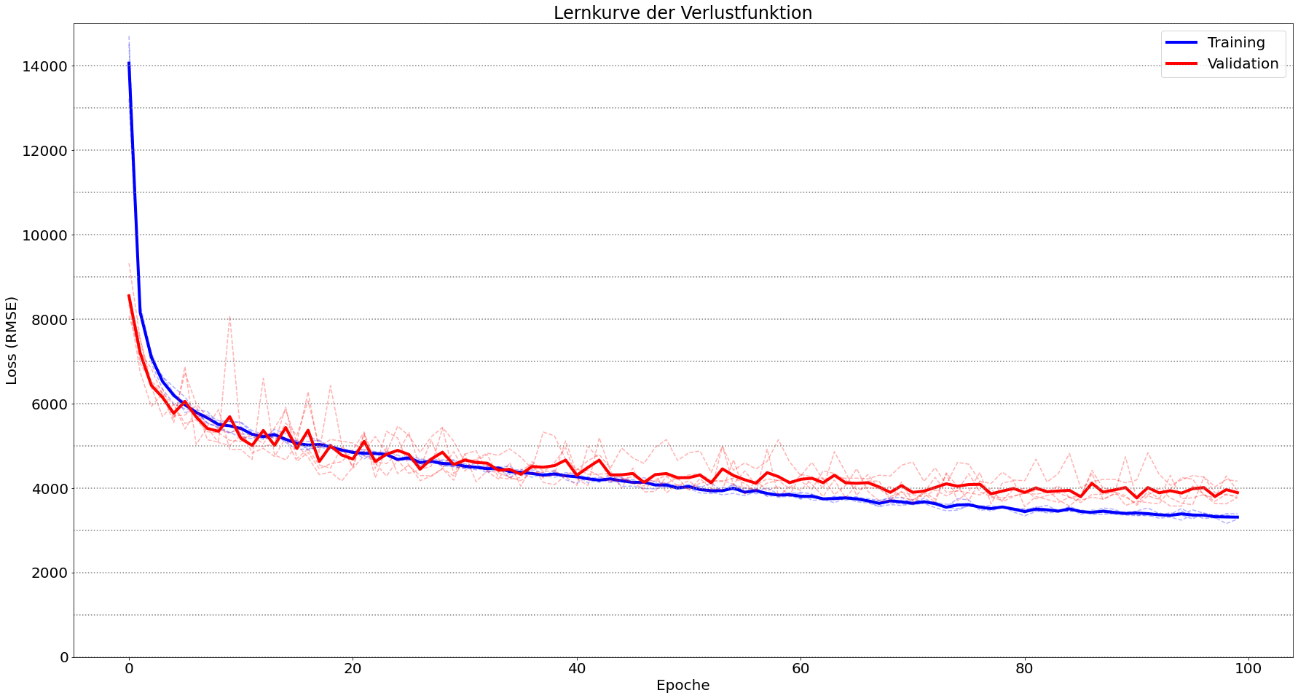 Lernkurve der Verlustfunktion
Training
Validation
14000
12000
10000
8000
6000
4000
2000
0
Loss (RMSE)
0 20 40 60 80 100
Epoche